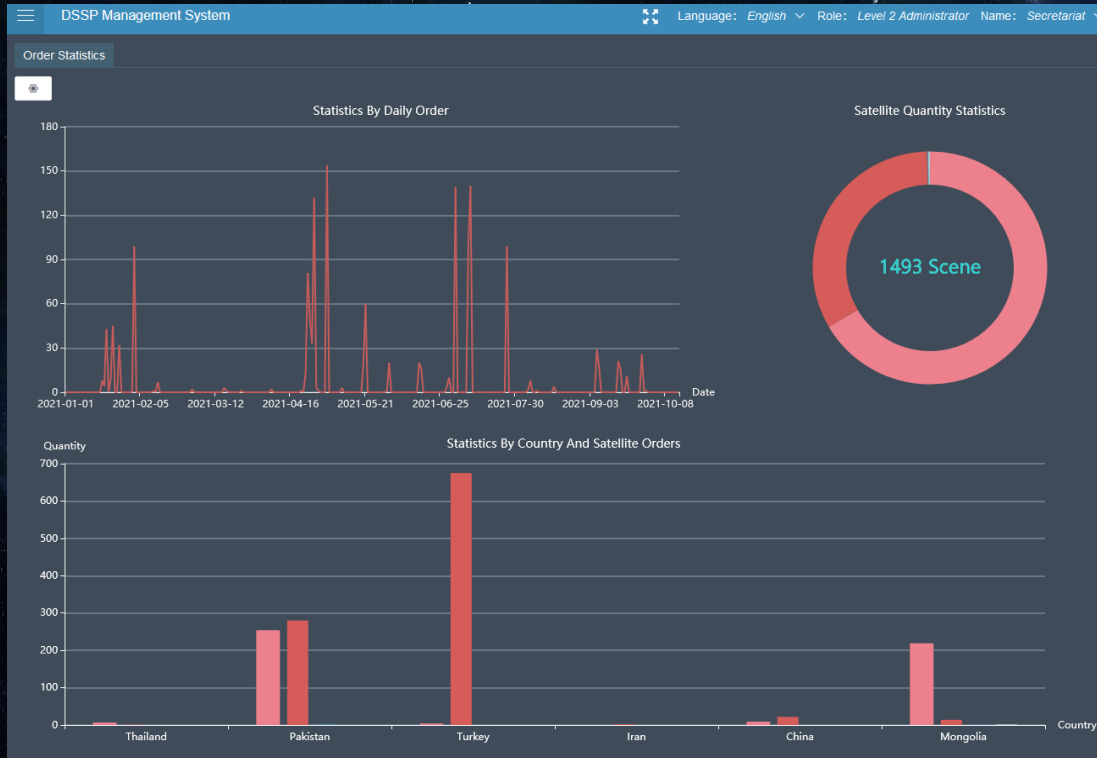 DSSP Management System
Language: English Role: Level 2 Administrator Name: Secretariat
Order Statistics
Statistics By Daily Order
180
150
120
90
60
30
0
2021-01-01 2021-02-05 2021-03-12 2021-04-16 2021-05-21 2021-06-25 2021-07-30 2021-09-03 2021-10-08
Date
Satellite Quantity Statistics
1493 Scene
Statistics By Country And Satellite Orders
Quantity
700
600
500
400
300
200
100
0
Thailand Pakistan Turkey Iran China Mongolia
Country